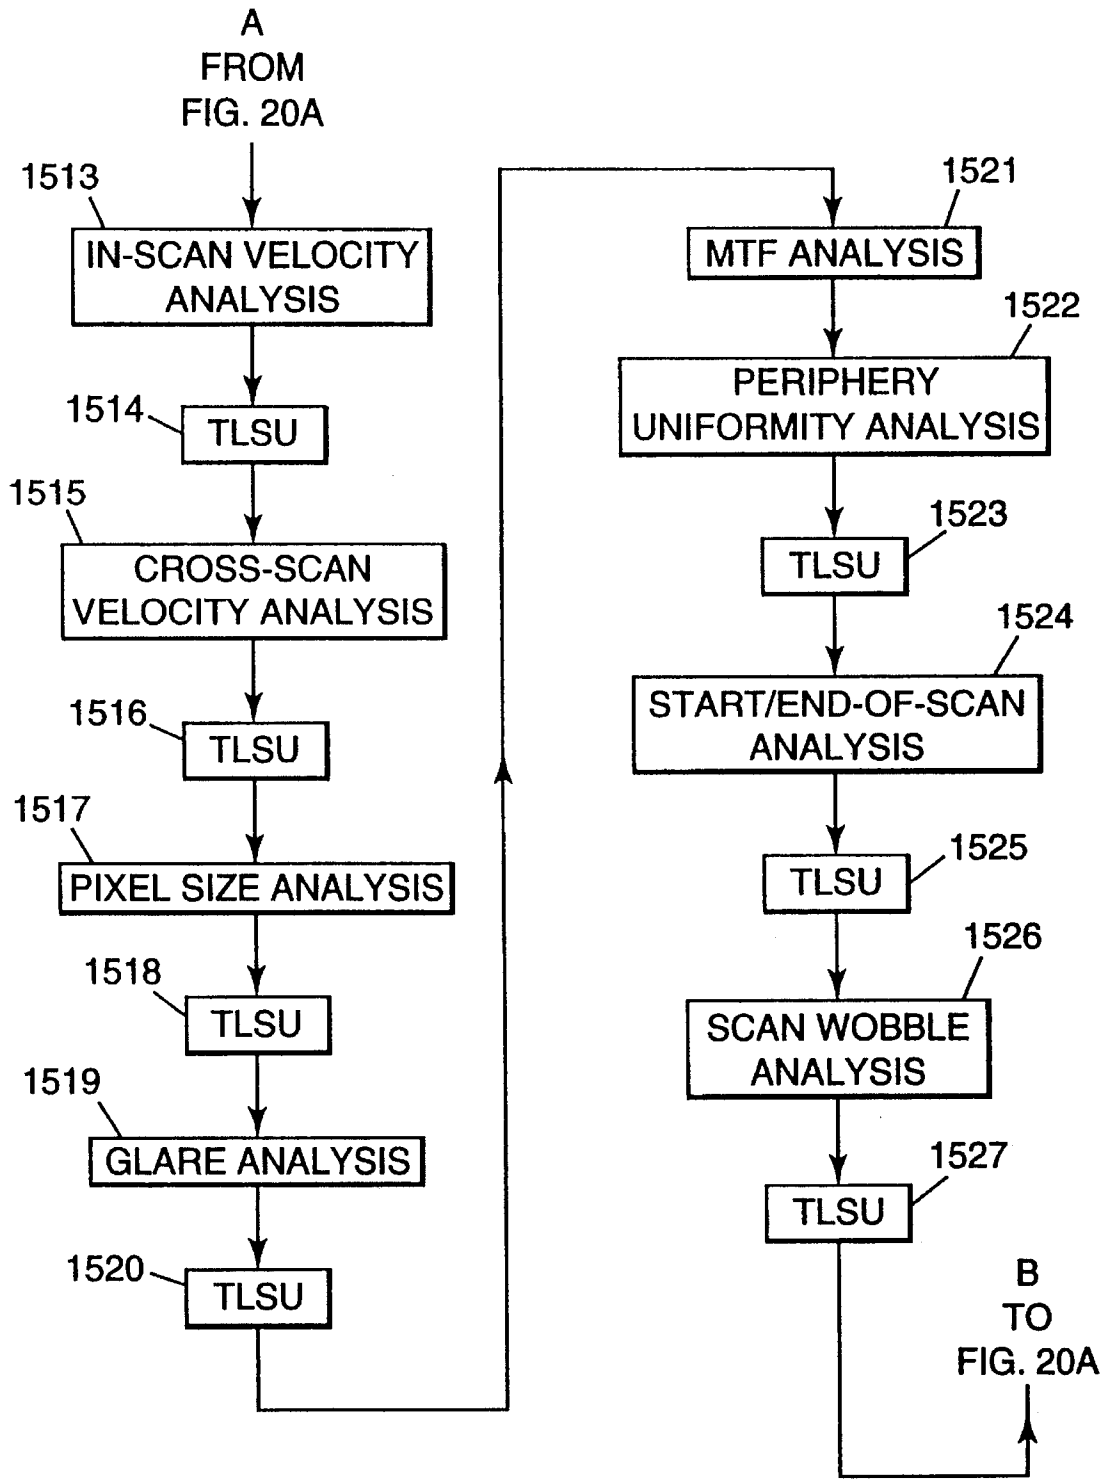 A
FROM
FIG. 20A
1513
IN-SCAN VELOCITY
ANALYSIS
1514
TLSU
1515
CROSS-SCAN
VELOCITY ANALYSIS
1516
TLSU
1517
PIXEL SIZE ANALYSIS
1518
TLSU
1519
GLARE ANALYSIS
1520
TLSU
1521
MTF ANALYSIS
1522
PERIPHERY
UNIFORMITY ANALYSIS
1523
TLSU
1524
START/END-OF-SCAN
ANALYSIS
1525
TLSU
1526
SCAN WOBBLE
ANALYSIS
1527
TLSU
B
TO
FIG. 20A